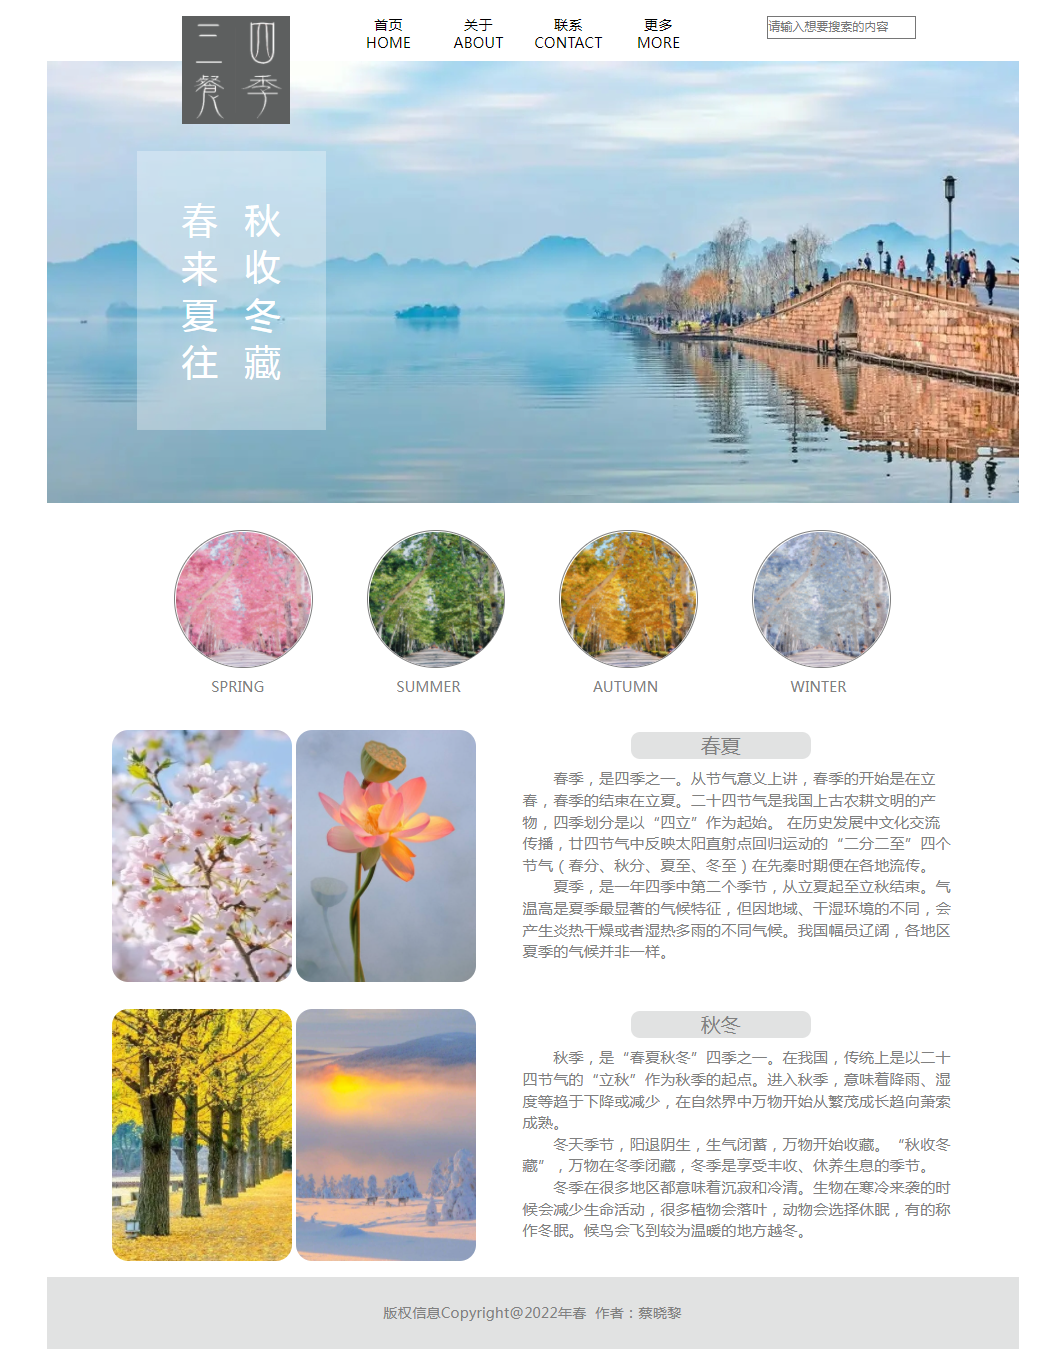 三餐 四季
首页 关于 联系 更多
HOME ABOUT CONTACT MORE
请输入想要搜索的内容
春来夏往
秋收冬藏
SPRING SUMMER AUTUMN WINTER
春夏
春季，是四季之一。从节气意义上讲，春季的开始是在立
春，春季的结束在立夏。二十四节气是我国上古农耕文明的产
物，四季划分是以“四立”作为起始。 在历史发展中文化交流
传播，廿四节气中反映太阳直射点回归运动的“二分二至”四个
节气（春分、秋分、夏至、冬至）在先秦时期便在各地流传。
夏季，是一年四季中第二个季节，从立夏起至立秋结束。气
温高是夏季最显著的气候特征，但因地域、干湿环境的不同，会
产生炎热干燥或者湿热多雨的不同气候。我国幅员辽阔，各地区
夏季的气候并非一样。
秋冬
秋季，是“春夏秋冬”四季之一。在我国，传统上是以二十
四节气的“立秋”作为秋季的起点。进入秋季，意味着降雨、湿
度等趋于下降或减少，在自然界中万物开始从繁茂成长趋向萧索
成熟。
冬天季节，阳退阴生，生气闭蓄，万物开始收藏。“秋收冬
藏”，万物在冬季闭藏，冬季是享受丰收、休养生息的季节。
冬季在很多地区都意味着沉寂和冷清。生物在寒冷来袭的时
候会减少生命活动，很多植物会落叶，动物会选择休眠，有的称
作冬眠。候鸟会飞到较为温暖的地方越冬。
版权信息Copyright@2022年春 作者：蔡晓黎